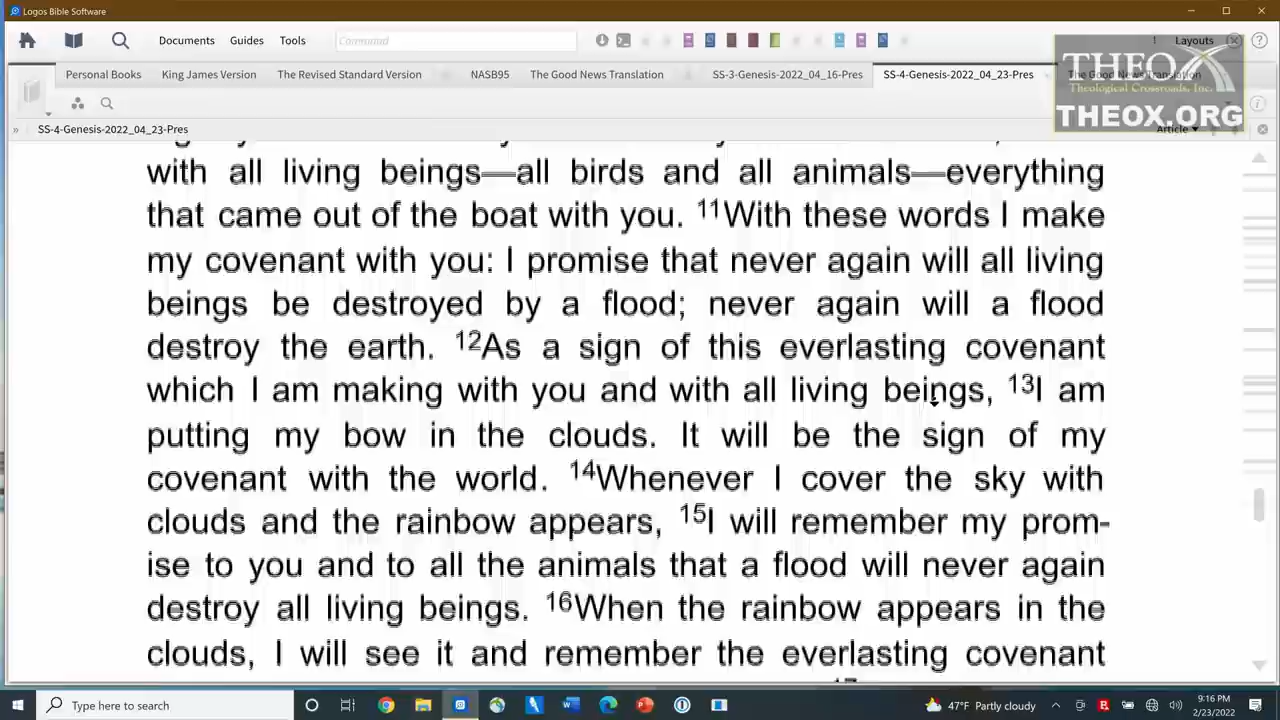 Logos Bible Software
Documents Guides Tools Command Layouts
THEOX
Theological Crossroads, Inc.
THEOX.ORG
Personal Books King James Version The Revised Standard Version NASB95 The Good News Translation SS-3-Genesis-2022_04_16-Pres SS-4-Genesis-2022_04_23-Pres The Good News Translation
SS-4-Genesis-2022_04_23-Pres Article
with all living beings—all birds and all animals—everything
that came out of the boat with you. 11With these words I make
my covenant with you: I promise that never again will all living
beings be destroyed by a flood; never again will a flood
destroy the earth. 12As a sign of this everlasting covenant
which I am making with you and with all living beings, 13I am
putting my bow in the clouds. It will be the sign of my
covenant with the world. 14Whenever I cover the sky with
clouds and the rainbow appears, 15I will remember my prom-
ise to you and to all the animals that a flood will never again
destroy all living beings. 16When the rainbow appears in the
clouds, I will see it and remember the everlasting covenant
Type here to search 47°F Partly cloudy 9:16 PM
2/23/2022